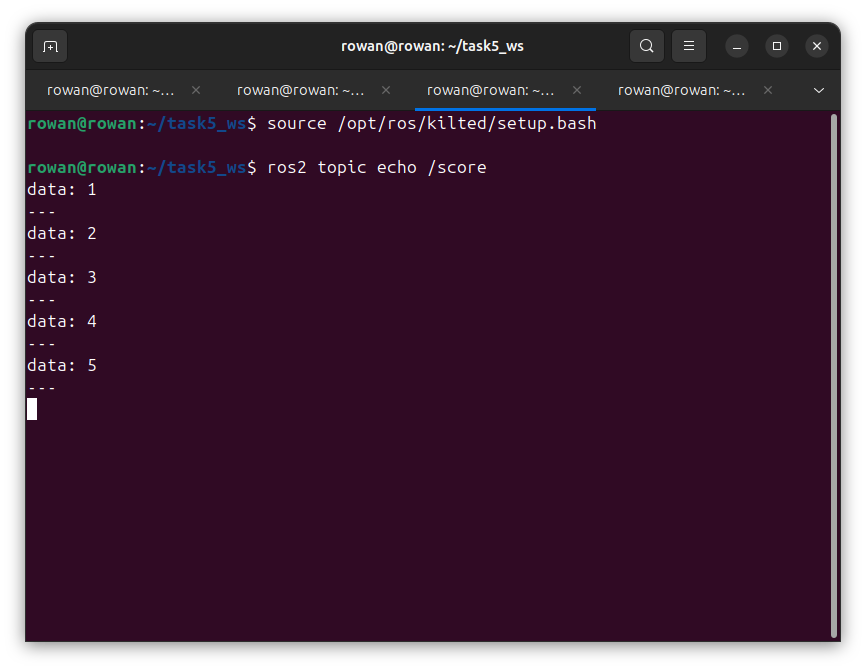 rowan@rowan: ~/task5_ws
rowan@rowan: ~... rowan@rowan: ~... rowan@rowan: ~... rowan@rowan: ~...
rowan@rowan:~/task5_ws$ source /opt/ros/kilted/setup.bash
rowan@rowan:~/task5_ws$ ros2 topic echo /score
data: 1
---
data: 2
---
data: 3
---
data: 4
---
data: 5
---